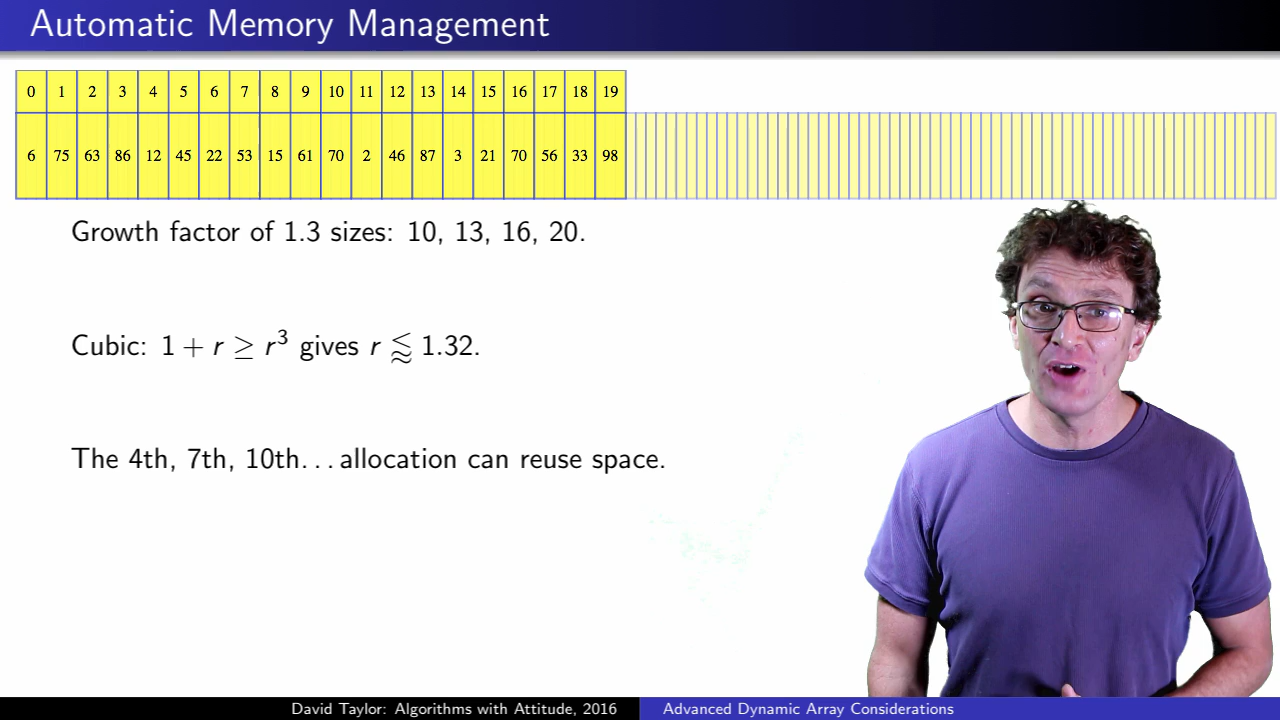 Automatic Memory Management
0 1 2 3 4 5 6 7 8 9 10 11 12 13 14 15 16 17 18 19
6 75 63 86 12 45 22 53 15 61 70 2 46 87 3 21 70 56 33 98
Growth factor of 1.3 sizes: 10, 13, 16, 20.
Cubic: 1 + r ≥ r³ gives r ⪅ 1.32.
The 4th, 7th, 10th... allocation can reuse space.
David Taylor: Algorithms with Attitude, 2016 Advanced Dynamic Array Considerations